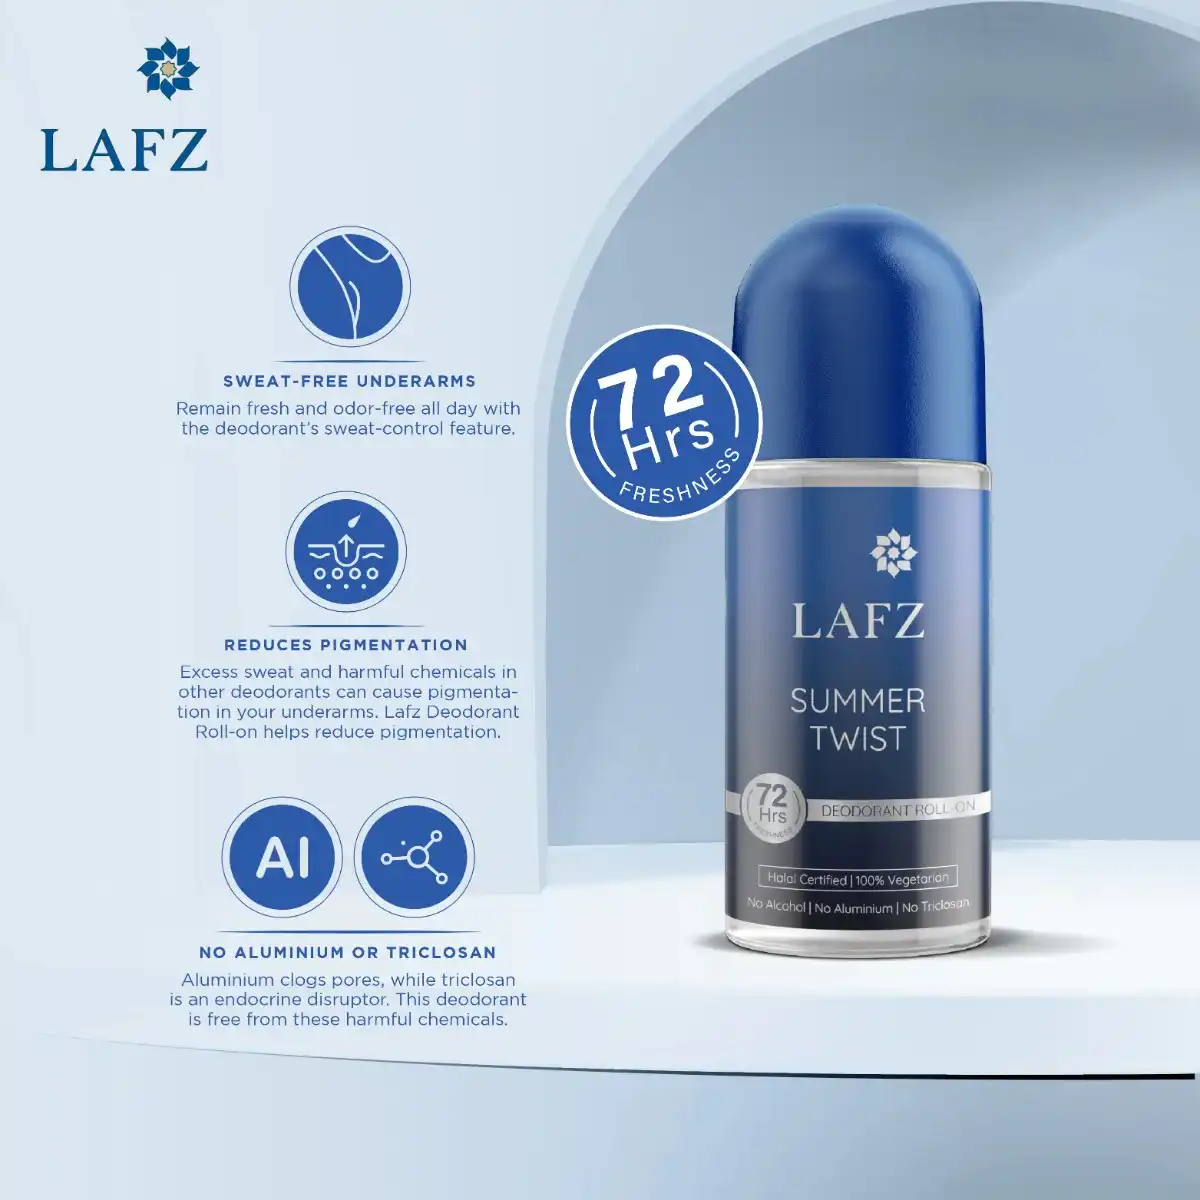 LAFZ
SWEAT-FREE UNDERARMS
Remain fresh and odor-free all day with
the deodorant's sweat-control feature.
REDUCES PIGMENTATION
Excess sweat and harmful chemicals in
other deodorants can cause pigmenta-
tion in your underarms. Lafz Deodorant
Roll-on helps reduce pigmentation.
Al
NO ALUMINIUM OR TRICLOSAN
Aluminium clogs pores, while triclosan
is an endocrine disruptor. This deodorant
is free from these harmful chemicals.
72
Hrs
FRESHNESS
LAFZ
SUMMER
TWIST
72
Hrs
FRESHNESS
DEODORANT ROLL-ON
Halal Certified | 100% Vegetarian
No Alcohol | No Aluminium | No Triclosan